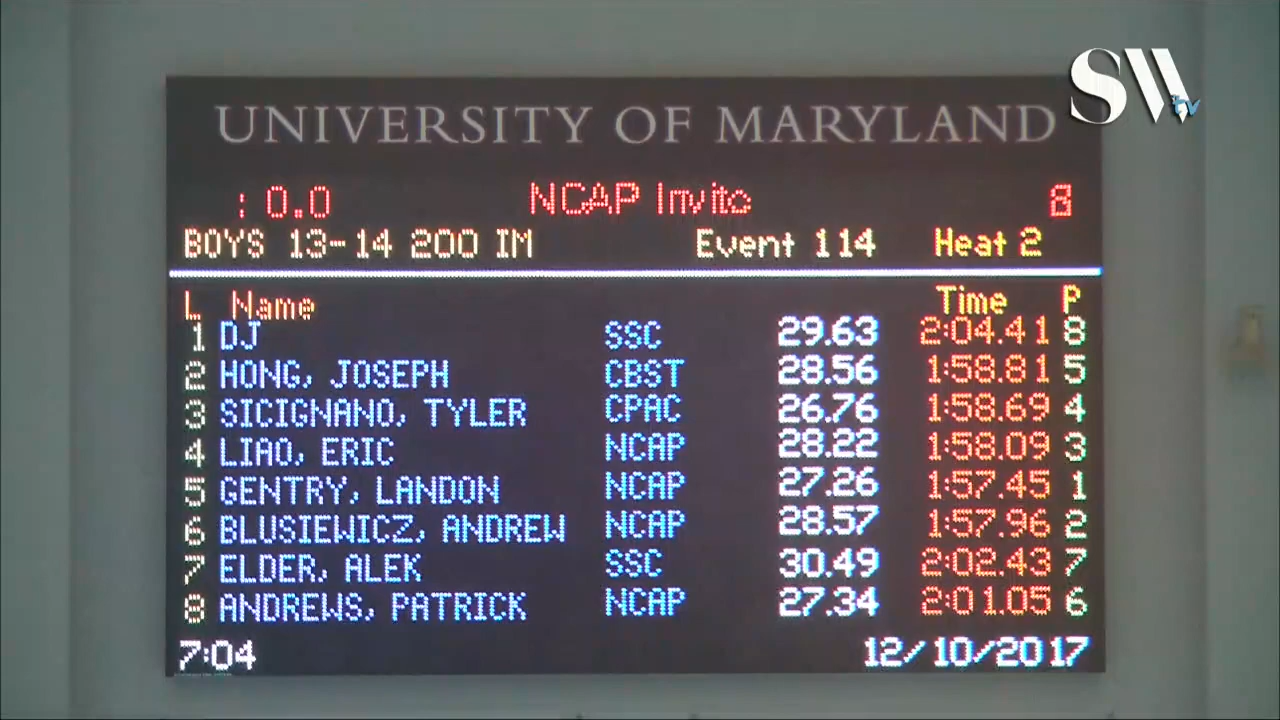 SW tv
UNIVERSITY OF MARYLAND
: 0.0 NCAP Invite 8
BOYS 13-14 200 IM Event 114 Heat 2
L Name Time P
1 DJ SSC 29.63 2:04.41 8
2 HONG, JOSEPH CBST 28.56 1:58.81 5
3 SICIGNANO, TYLER CPAC 26.76 1:58.69 4
4 LIAO, ERIC NCAP 28.22 1:58.09 3
5 GENTRY, LANDON NCAP 27.26 1:57.45 1
6 BLUSIEWICZ, ANDREW NCAP 28.57 1:57.96 2
7 ELDER, ALEK SSC 30.49 2:02.43 7
8 ANDREWS, PATRICK NCAP 27.34 2:01.05 6
7:04 12/10/2017